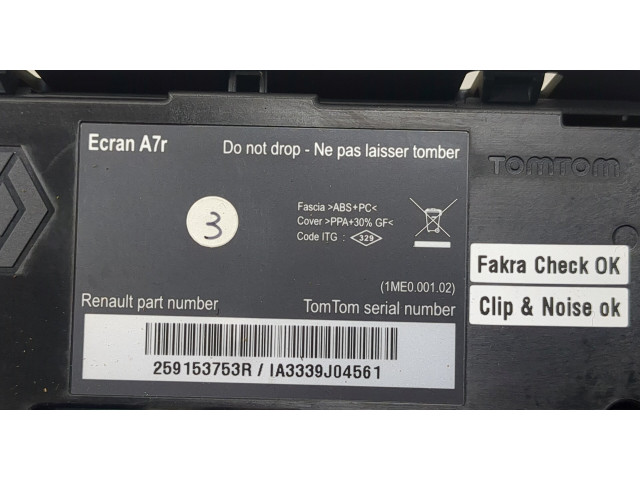 Ecran A7r
Do not drop - Ne pas laisser tomber
TOMTOM
3
Fascia >ABS+PC<
Cover >PPA+30% GF<
Code ITG : 329
Fakra Check OK
(1ME0.001.02)
Clip & Noise ok
Renault part number
TomTom serial number
259153753R / IA3339J04561